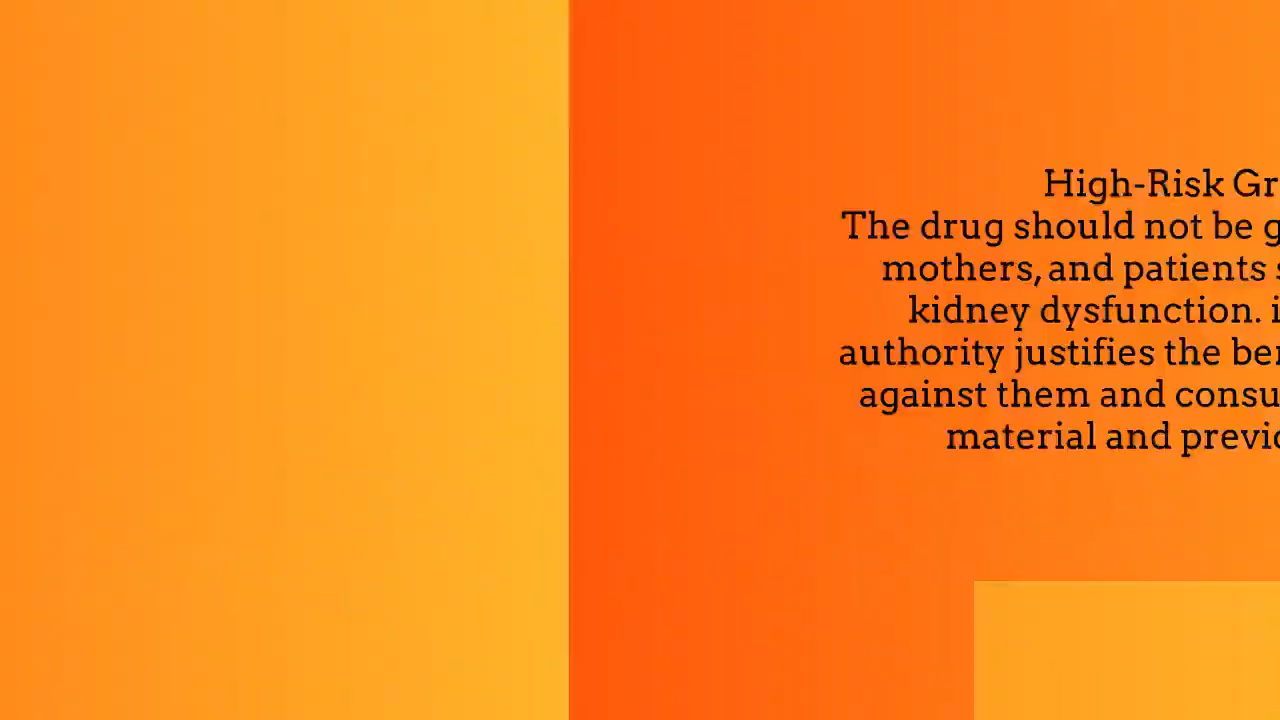 High-Risk Gr
The drug should not be g
mothers, and patients s
kidney dysfunction. i
authority justifies the ben
against them and consu
material and previo